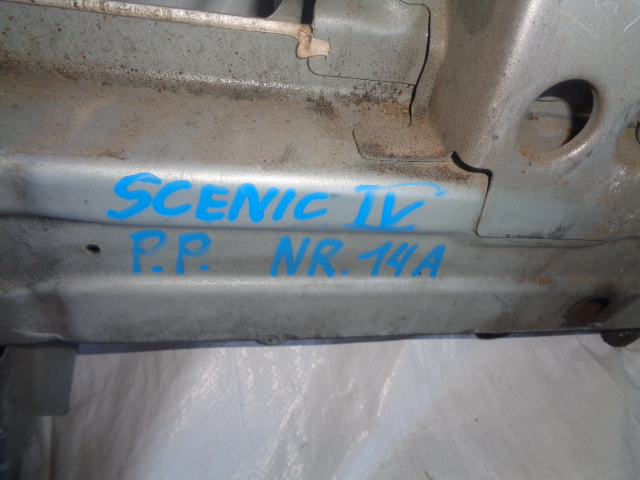 SCENIC IV
P.P. NR. 14A